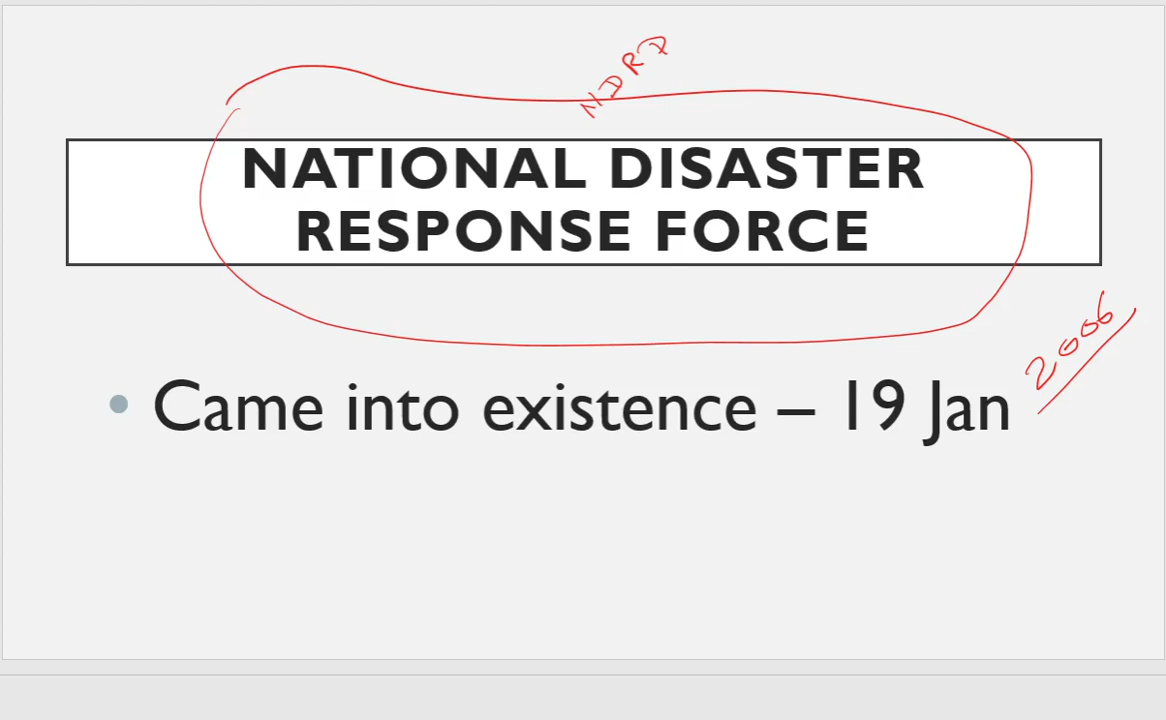 NDRF
NATIONAL DISASTER
RESPONSE FORCE
2006
• Came into existence – 19 Jan